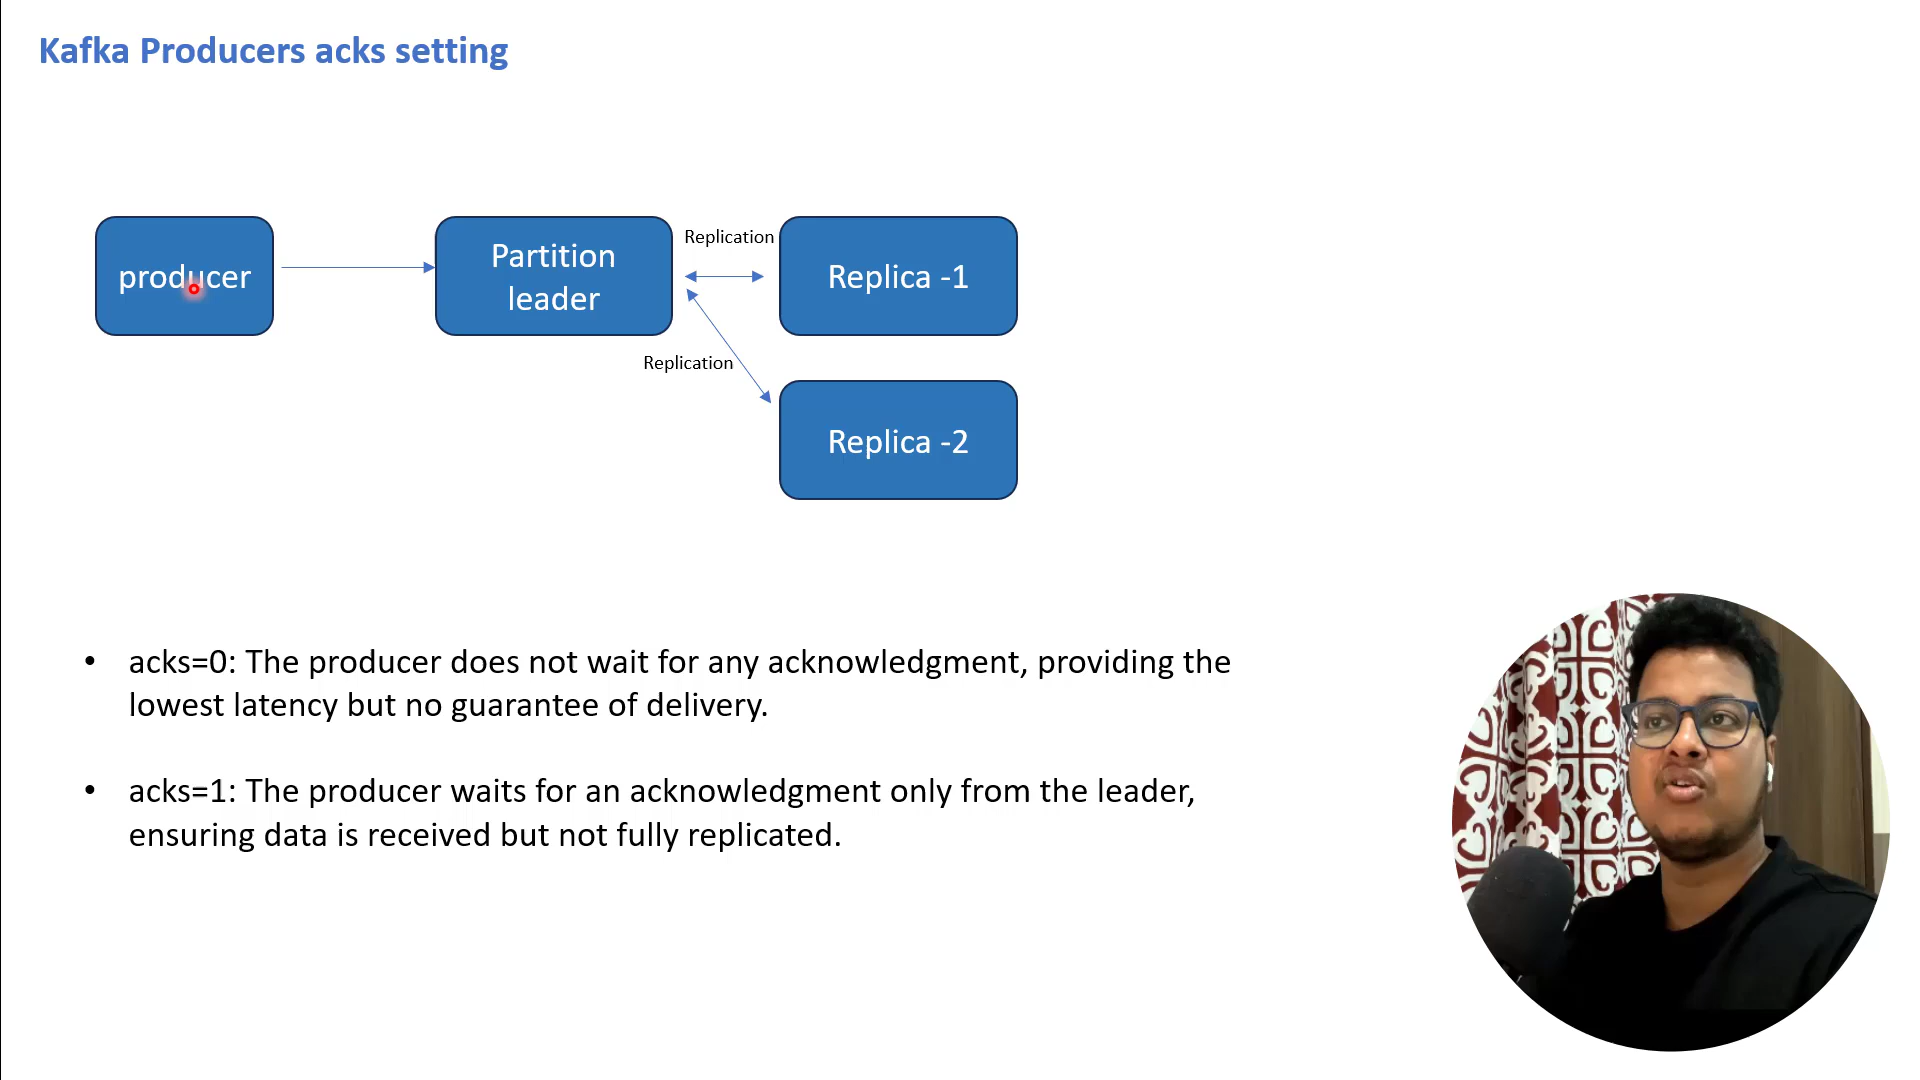 Kafka Producers acks setting
producer
Partition
leader
Replication
Replica -1
Replication
Replica -2
• acks=0: The producer does not wait for any acknowledgment, providing the
lowest latency but no guarantee of delivery.
• acks=1: The producer waits for an acknowledgment only from the leader,
ensuring data is received but not fully replicated.